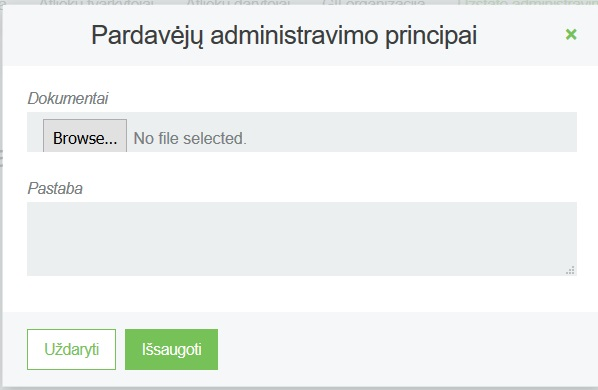 Pardavėjų administravimo principai
×
Dokumentai
Browse... No file selected.
Pastaba
Uždaryti Išsaugoti